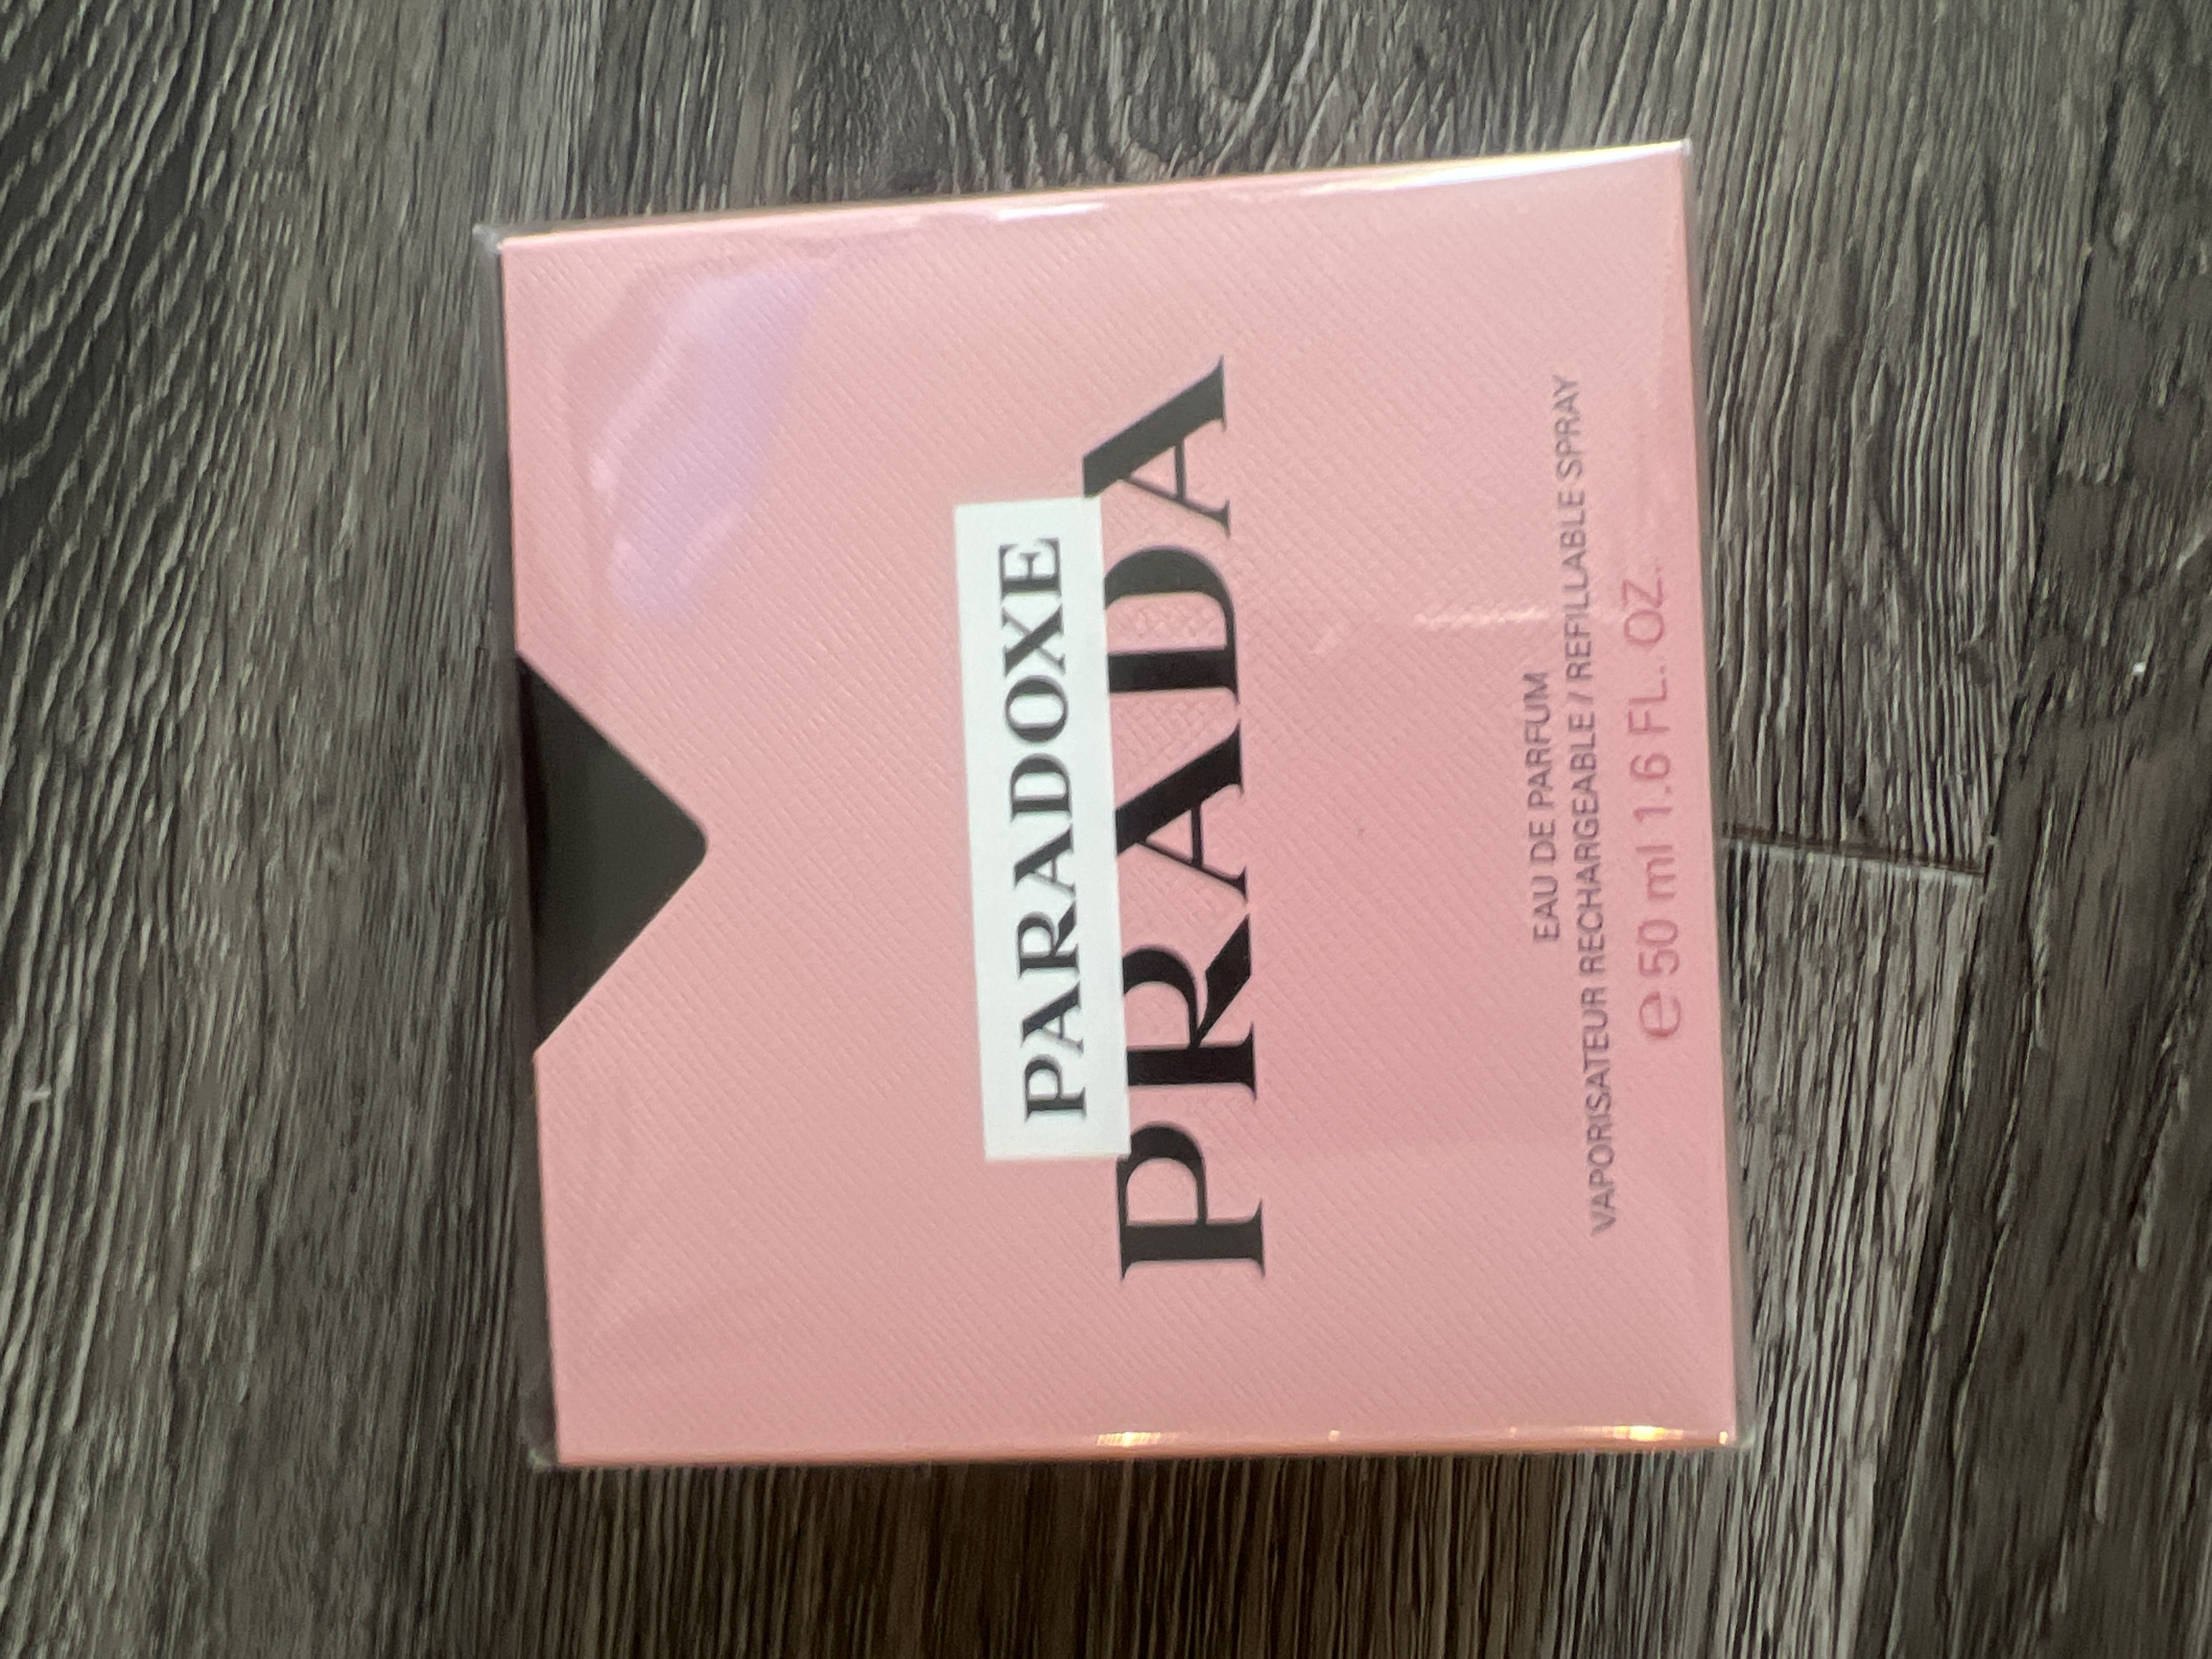 PARADOXE
PRADA
EAU DE PARFUM
VAPORISATEUR RECHARGEABLE / REFILLABLE SPRAY
℮ 50 ml 1.6 FL. OZ.